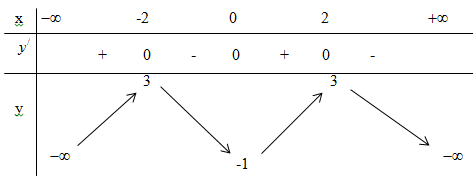 x -∞ -2 0 2 +∞
y/ + 0 - 0 + 0 -
3 3
y
-∞ -1 -∞